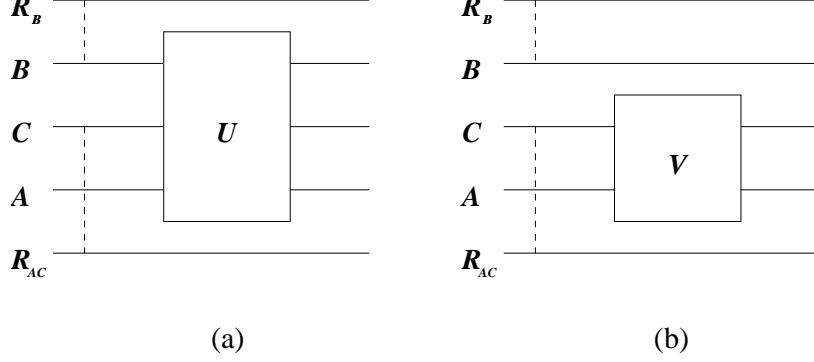 R_B R_B
B B
C U C
A A V
R_AC R_AC
(a) (b)